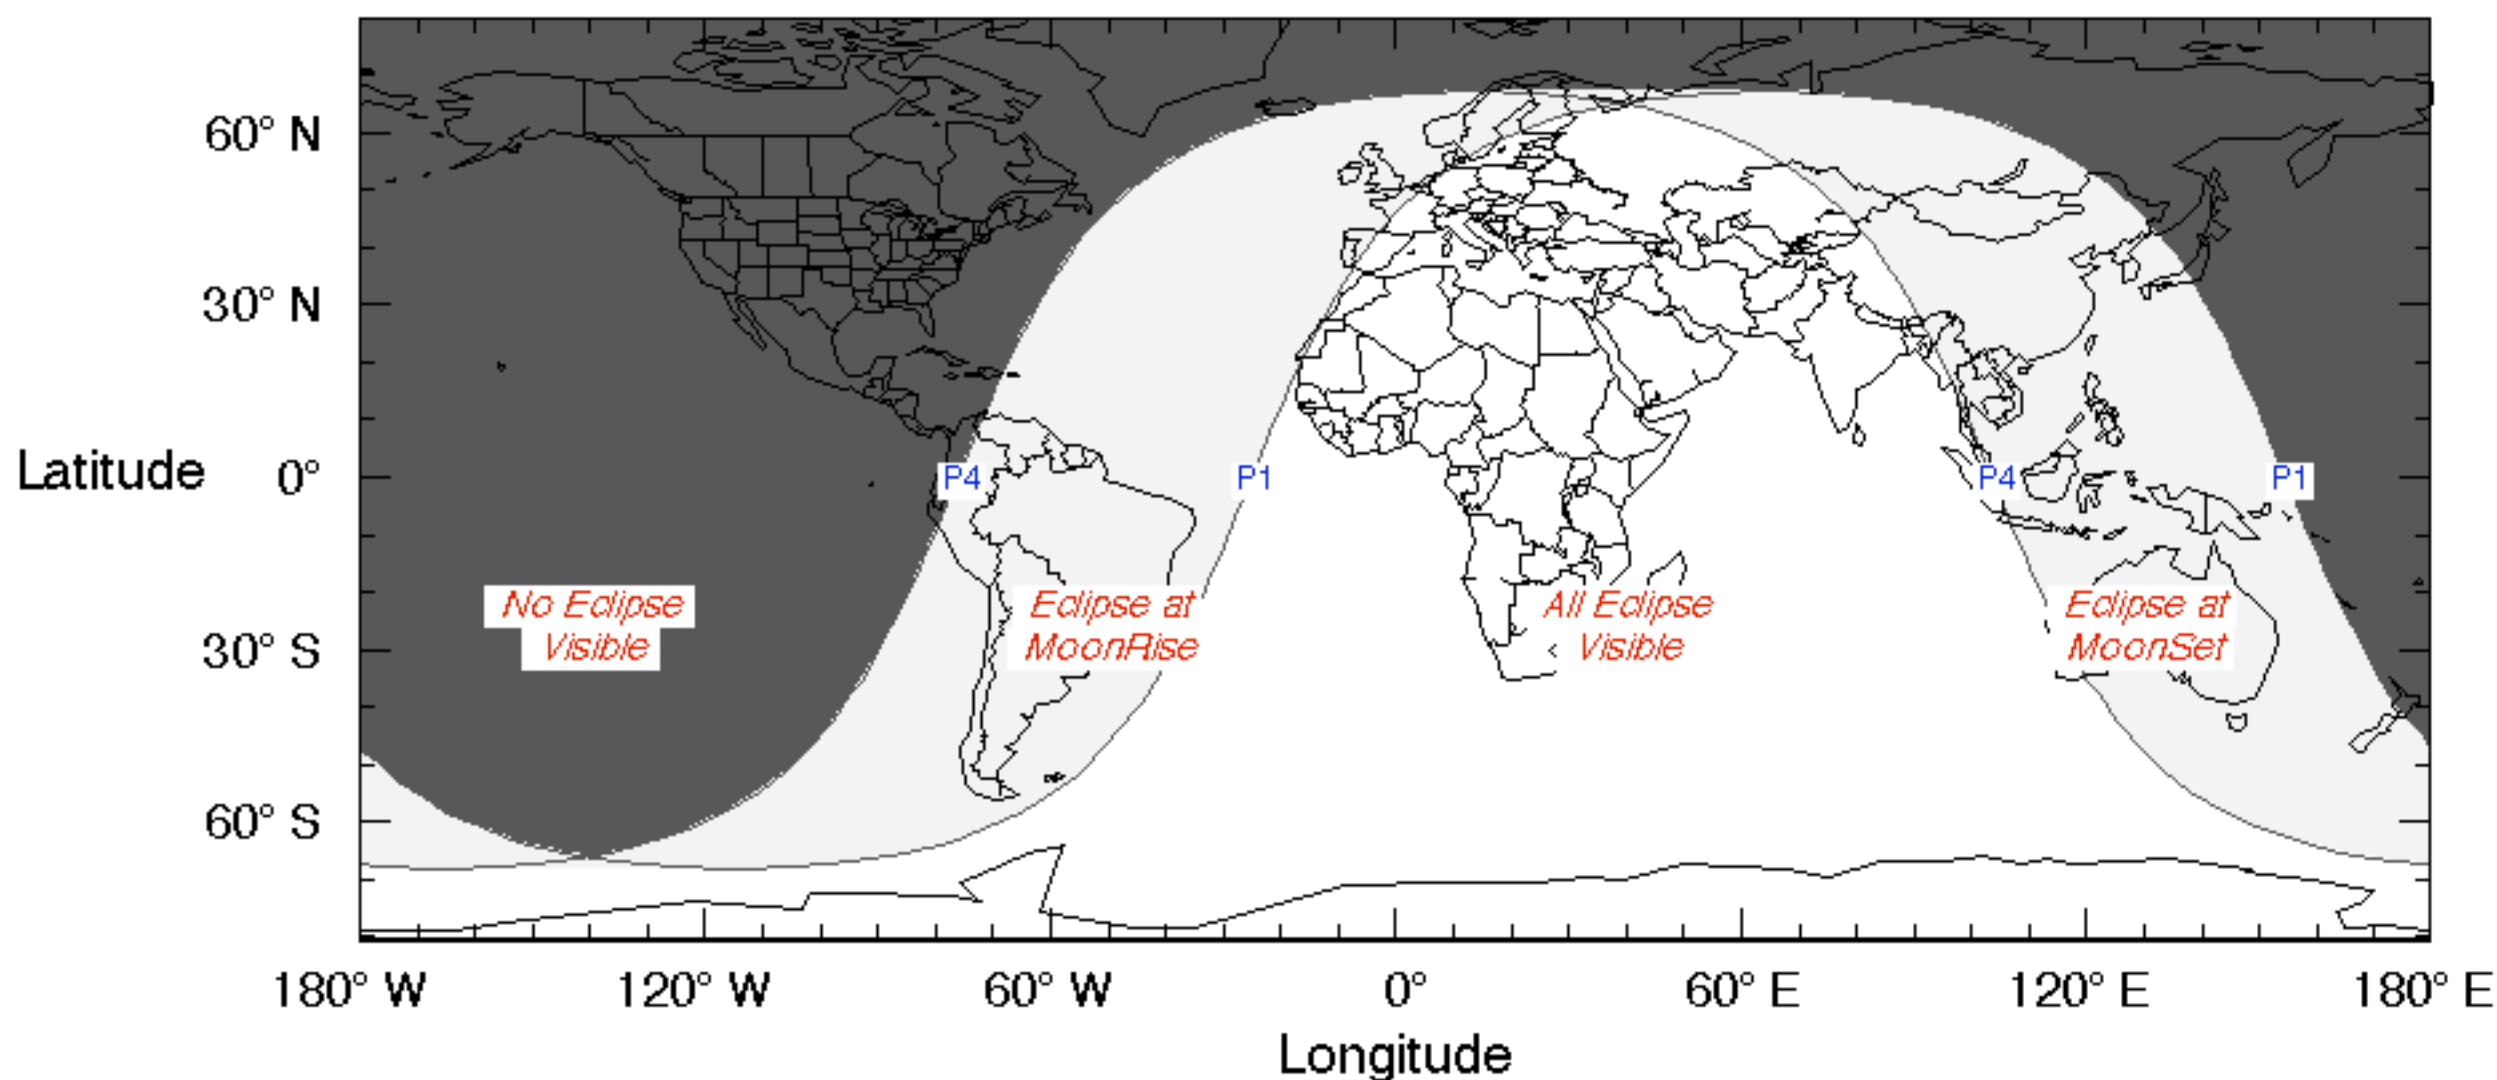 60° N
30° N
Latitude 0°
P4 P1 P4 P1
No Eclipse
Visible
Eclipse at
MoonRise
All Eclipse
Visible
Eclipse at
MoonSet
30° S
60° S
180° W 120° W 60° W 0° 60° E 120° E 180° E
Longitude